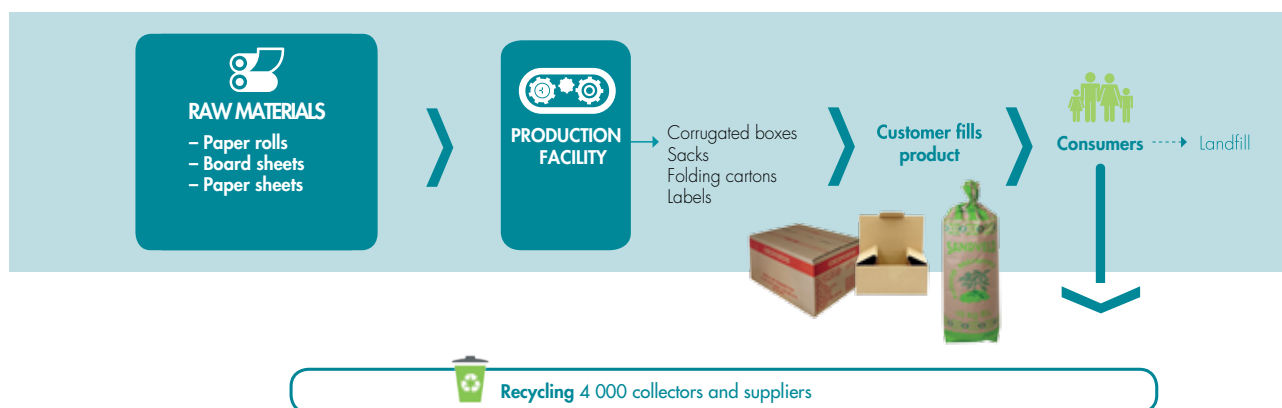 RAW MATERIALS
– Paper rolls
– Board sheets
– Paper sheets
PRODUCTION
FACILITY
Corrugated boxes
Sacks
Folding cartons
Labels
Customer fills
product
Consumers
Landfill
Recycling 4 000 collectors and suppliers